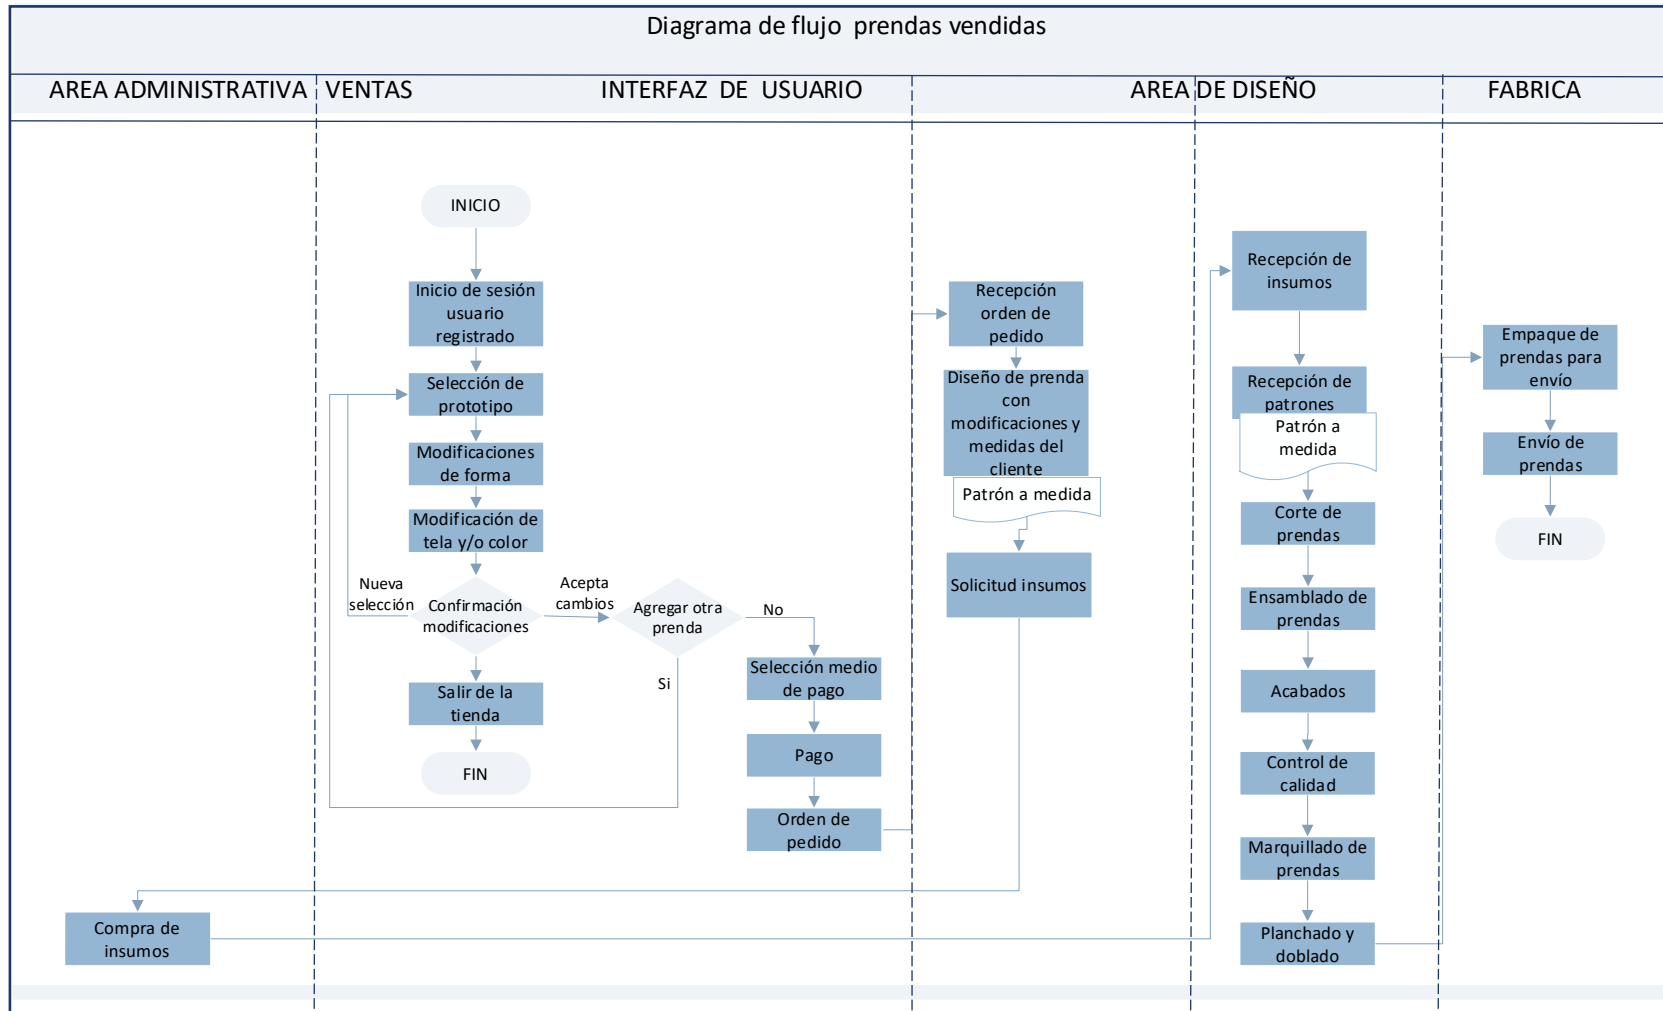 Diagrama de flujo prendas vendidas
AREA ADMINISTRATIVA
VENTAS
INTERFAZ DE USUARIO
AREA DE DISEÑO
FABRICA
INICIO
Inicio de sesión
usuario
registrado
Selección de
prototipo
Modificaciones
de forma
Modificación de
tela y/o color
Nueva
selección
Confirmación
modificaciones
Acepta
cambios
Agregar otra
prenda
No
Si
Salir de la
tienda
FIN
Selección medio
de pago
Pago
Orden de
pedido
Recepción
orden de
pedido
Diseño de prenda
con
modificaciones y
medidas del
cliente
Patrón a medida
Solicitud insumos
Compra de
insumos
Recepción de
insumos
Recepción de
patrones
Patrón a
medida
Corte de
prendas
Ensamblado de
prendas
Acabados
Control de
calidad
Marquillado de
prendas
Planchado y
doblado
Empaque de
prendas para
envío
Envío de
prendas
FIN